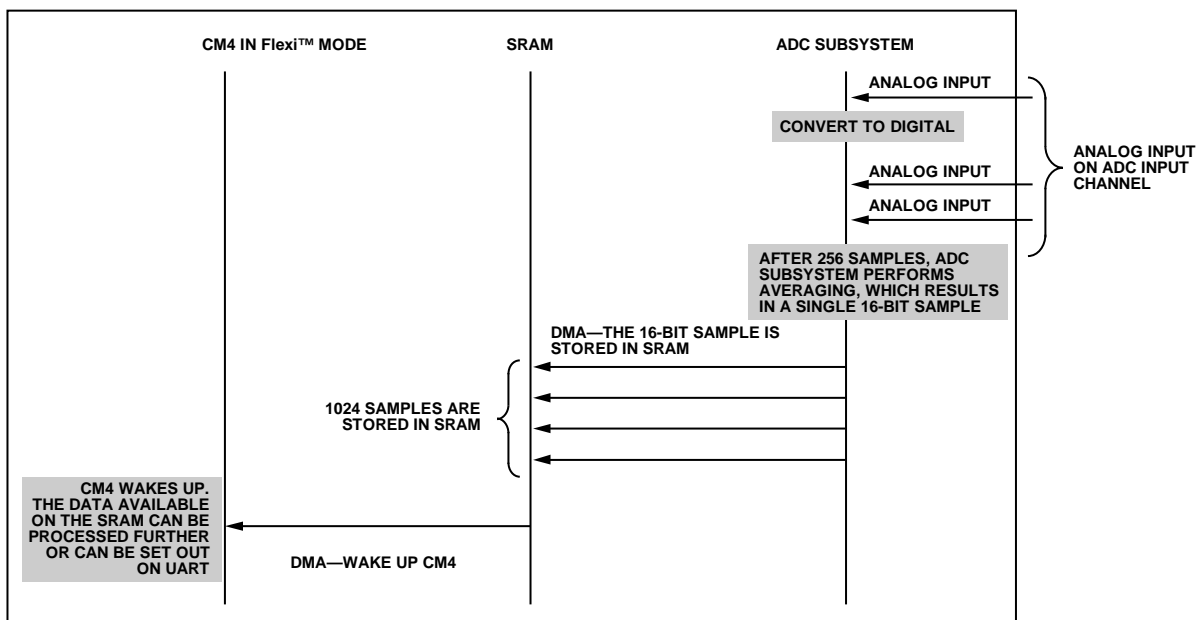 CM4 IN Flexi™ MODE
SRAM
ADC SUBSYSTEM
ANALOG INPUT
CONVERT TO DIGITAL
ANALOG INPUT
ANALOG INPUT
ANALOG INPUT
ON ADC INPUT
CHANNEL
AFTER 256 SAMPLES, ADC
SUBSYSTEM PERFORMS
AVERAGING, WHICH RESULTS
IN A SINGLE 16-BIT SAMPLE
DMA—THE 16-BIT SAMPLE IS
STORED IN SRAM
1024 SAMPLES ARE
STORED IN SRAM
CM4 WAKES UP.
THE DATA AVAILABLE
ON THE SRAM CAN BE
PROCESSED FURTHER
OR CAN BE SET OUT
ON UART
DMA—WAKE UP CM4